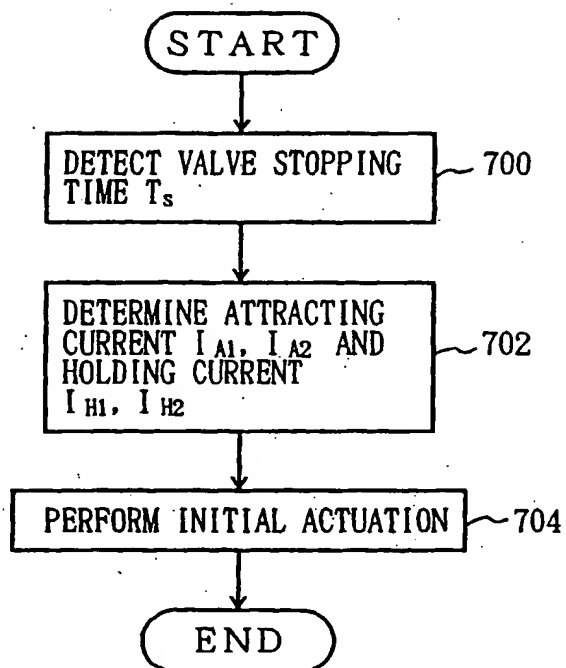 START
DETECT VALVE STOPPING
TIME Ts
700
DETERMINE ATTRACTING
CURRENT IA1, IA2 AND
HOLDING CURRENT
IH1, IH2
702
PERFORM INITIAL ACTUATION
704
END